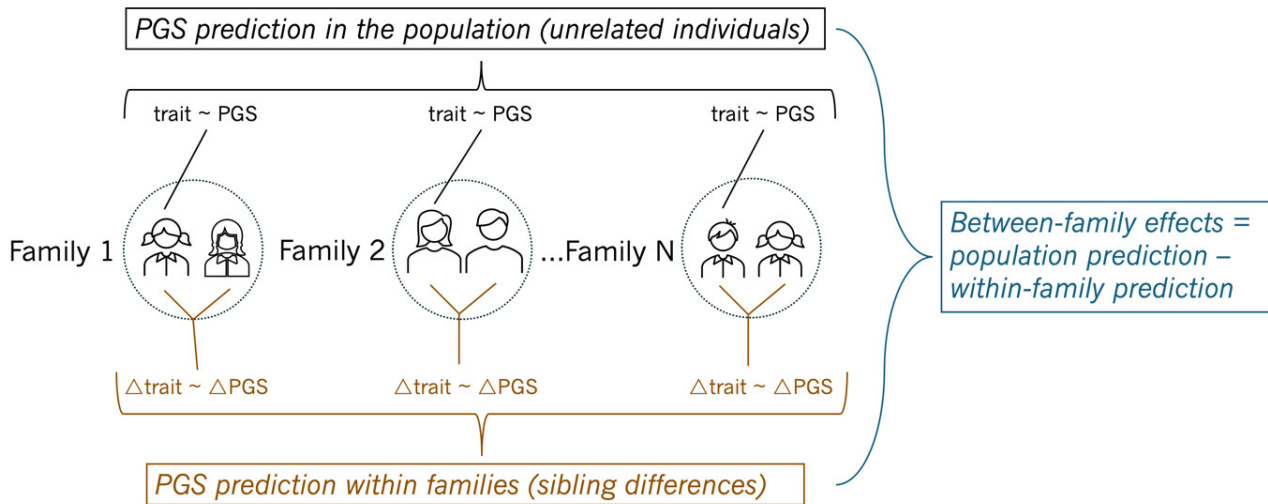 PGS prediction in the population (unrelated individuals)
trait ~ PGS
trait ~ PGS
trait ~ PGS
Family 1
Family 2
...Family N
△trait ~ △PGS
△trait ~ △PGS
△trait ~ △PGS
PGS prediction within families (sibling differences)
Between-family effects =
population prediction –
within-family prediction